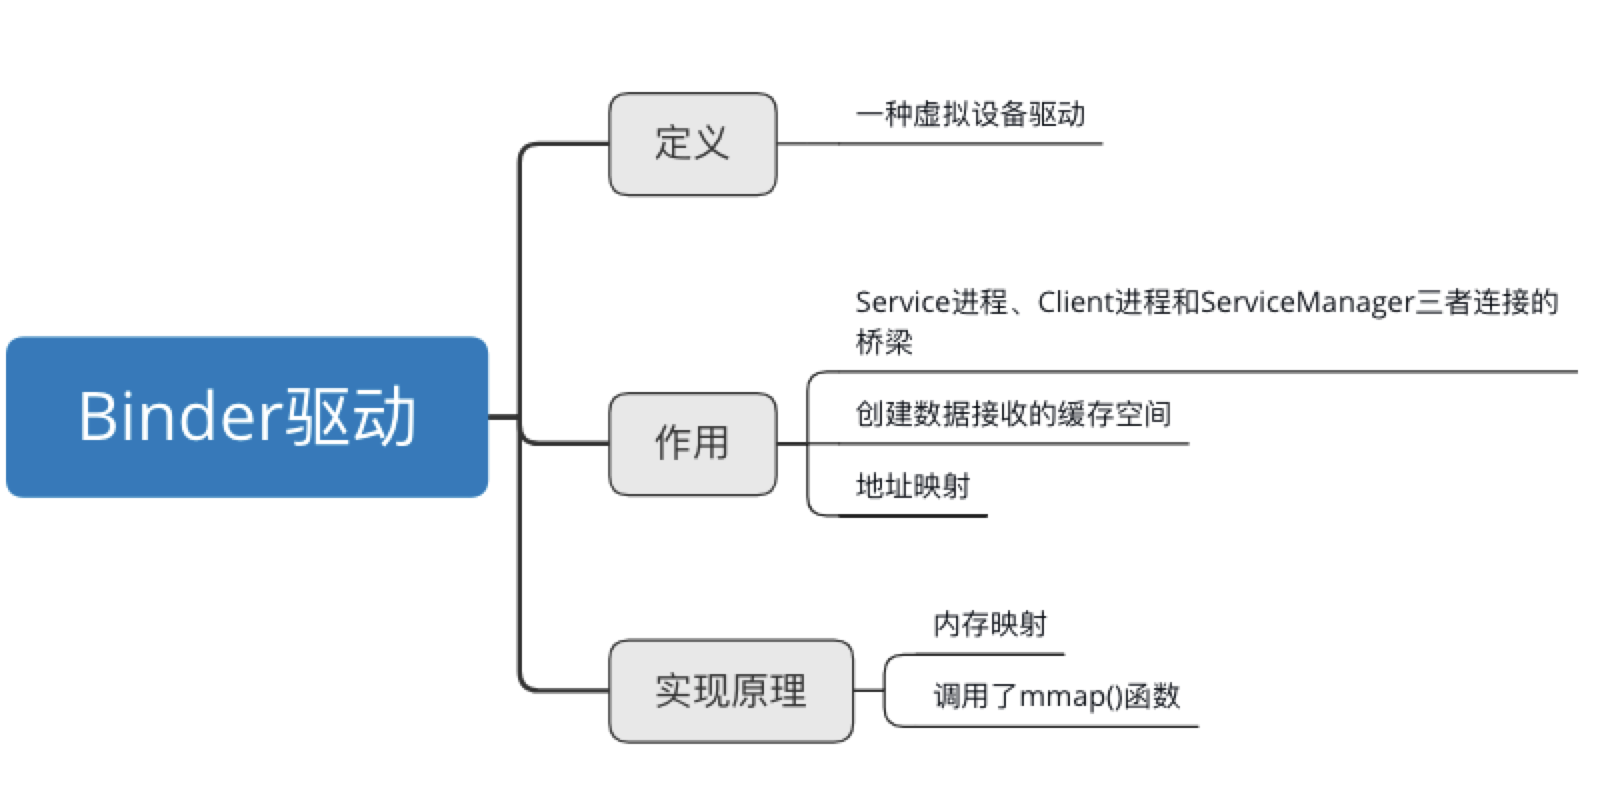 Binder驱动
定义
一种虚拟设备驱动
作用
Service进程、Client进程和ServiceManager三者连接的
桥梁
创建数据接收的缓存空间
地址映射
实现原理
内存映射
调用了mmap()函数